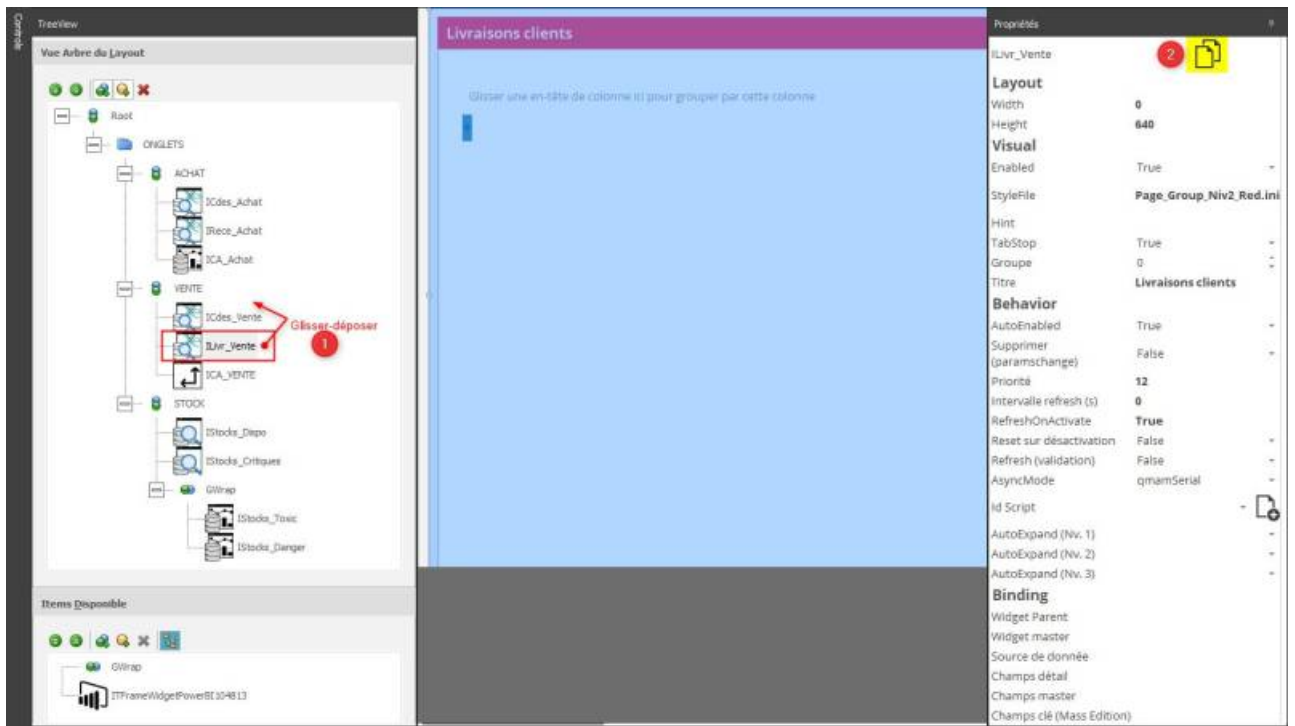 Controle
TreeView
Vue Arbre du Layout
Root
ONGLETS
ACHAT
ICdes_Achat
IRece_Achat
ICA_Achat
VENTE
ICdes_Vente
Glisser-déposer
ILivr_Vente
1
ICA_VENTE
STOCK
IStocks_Dispo
IStocks_Critiques
GWrap
IStocks_Toxic
IStocks_Danger
Items Disponible
GWrap
ITFrameWidgetPowerBI104813
Livraisons clients
Glisser une en-tête de colonne ici pour grouper par cette colonne
Propriétés
ILivr_Vente
2
Layout
Width 0
Height 640
Visual
Enabled True
StyleFile Page_Group_Niv2_Red.ini
Hint
TabStop True
Groupe 0
Titre Livraisons clients
Behavior
AutoEnabled True
Supprimer
(paramschange) False
Priorité 12
Intervalle refresh (s) 0
RefreshOnActivate True
Reset sur désactivation False
Refresh (validation) False
AsyncMode qmamSerial
Id Script
AutoExpand (Nv. 1)
AutoExpand (Nv. 2)
AutoExpand (Nv. 3)
Binding
Widget Parent
Widget master
Source de donnée
Champs détail
Champs master
Champs clé (Mass Edition)